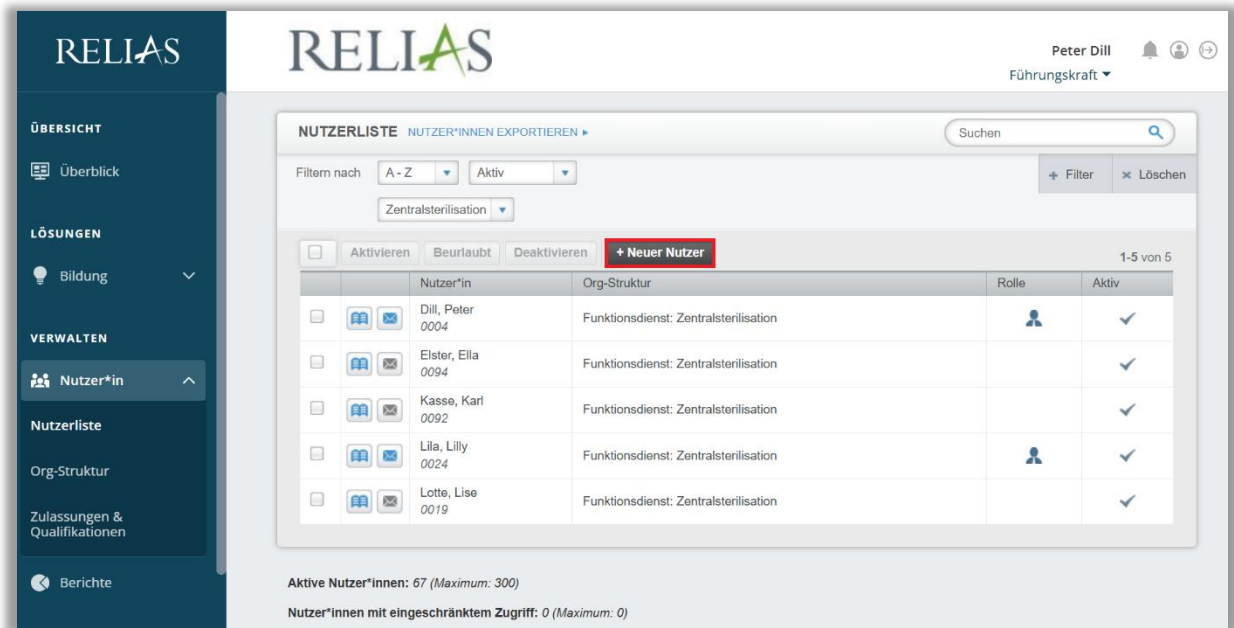 RELIAS
RELIAS
Peter Dill
Führungskraft
ÜBERSICHT
Überblick
LÖSUNGEN
Bildung
VERWALTEN
Nutzer*in
Nutzerliste
Org-Struktur
Zulassungen &
Qualifikationen
Berichte
NUTZERLISTE NUTZER*INNEN EXPORTIEREN
Suchen
Filtern nach A - Z Aktiv
+ Filter × Löschen
Zentralsterilisation
Aktivieren Beurlaubt Deaktivieren + Neuer Nutzer
1-5 von 5
Nutzer*in Org-Struktur Rolle Aktiv
Dill, Peter
0004
Funktionsdienst: Zentralsterilisation
Elster, Ella
0094
Funktionsdienst: Zentralsterilisation
Kasse, Karl
0092
Funktionsdienst: Zentralsterilisation
Lila, Lilly
0024
Funktionsdienst: Zentralsterilisation
Lotte, Lise
0019
Funktionsdienst: Zentralsterilisation
Aktive Nutzer*innen: 67 (Maximum: 300)
Nutzer*innen mit eingeschränktem Zugriff: 0 (Maximum: 0)